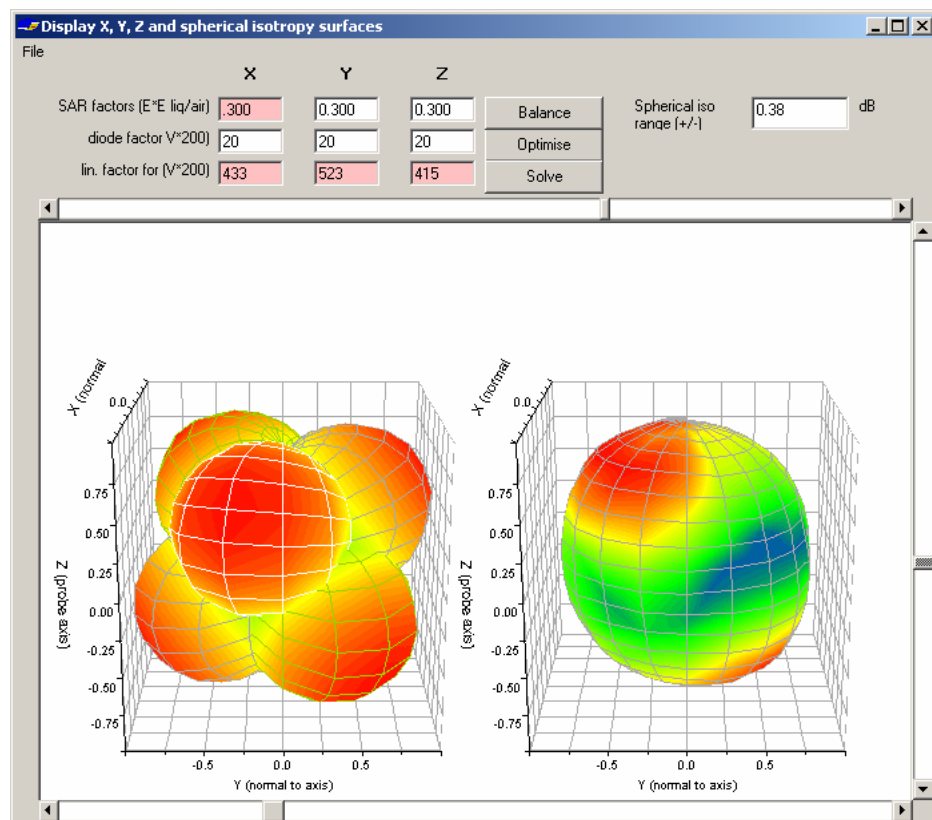 Display X, Y, Z and spherical isotropy surfaces
File
X Y Z
SAR factors (E*E liq/air) .300 0.300 0.300 Balance Spherical iso range (+/-) 0.38 dB
diode factor V*200) 20 20 20 Optimise
lin. factor for (V*200) 433 523 415 Solve
X (normal X (normal
0.0 0.0
0.75 0.75
0.50 0.50
0.25 0.25
Z (probe axis) Z (probe axis)
0.00 0.00
-0.25 -0.25
-0.50 -0.50
-0.75 -0.75
-0.5 0.0 0.5 -0.5 0.0 0.5
Y (normal to axis) Y (normal to axis)